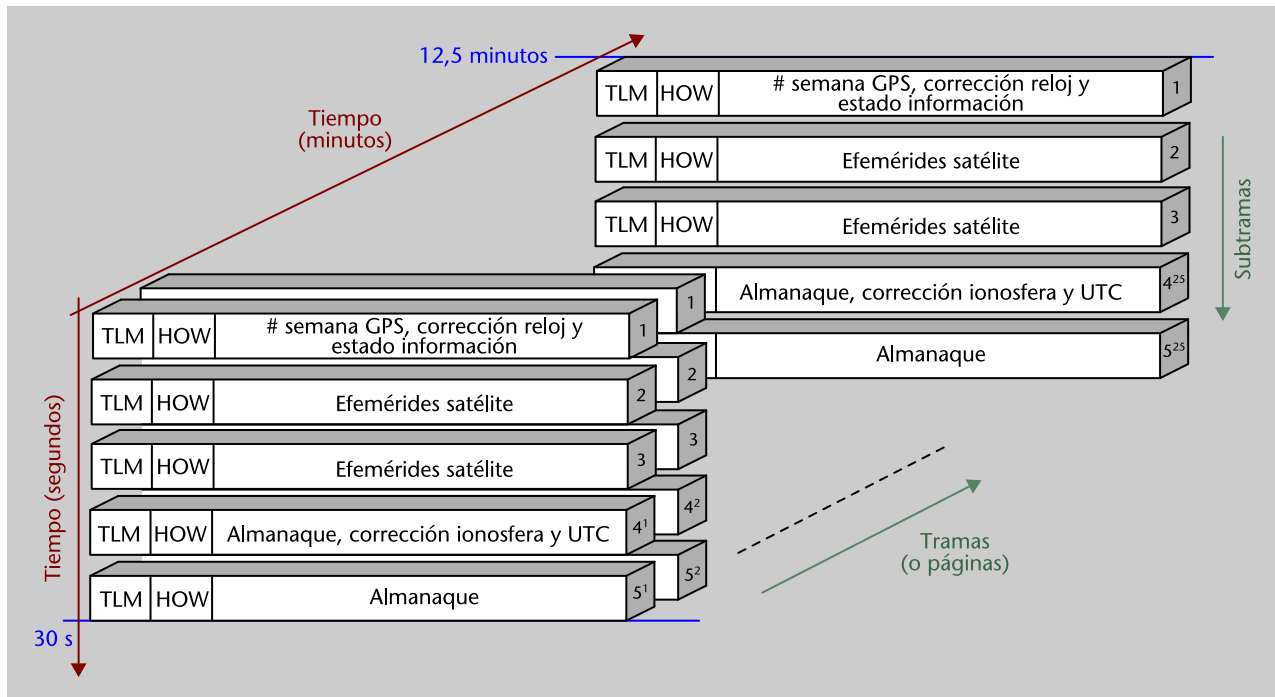 12,5 minutos
Tiempo
(minutos)
TLM HOW # semana GPS, corrección reloj y
estado información 1
TLM HOW Efemérides satélite 2
TLM HOW Efemérides satélite 3
Almanaque, corrección ionosfera y UTC 4²⁵
Almanaque 5²⁵
Subtramas
1
2
3
4²
5²
TLM HOW # semana GPS, corrección reloj y
estado información 1
TLM HOW Efemérides satélite 2
TLM HOW Efemérides satélite 3
TLM HOW Almanaque, corrección ionosfera y UTC 4¹
TLM HOW Almanaque 5¹
Tiempo (segundos)
30 s
Tramas
(o páginas)